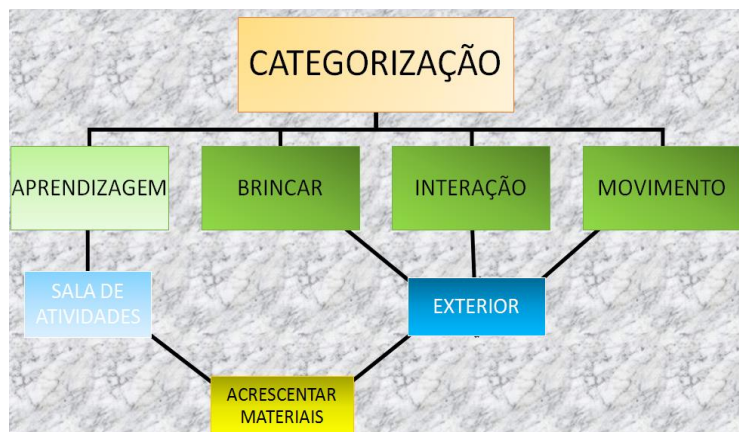 CATEGORIZAÇÃO
APRENDIZAGEM
BRINCAR
INTERAÇÃO
MOVIMENTO
SALA DE
ATIVIDADES
EXTERIOR
ACRESCENTAR
MATERIAIS